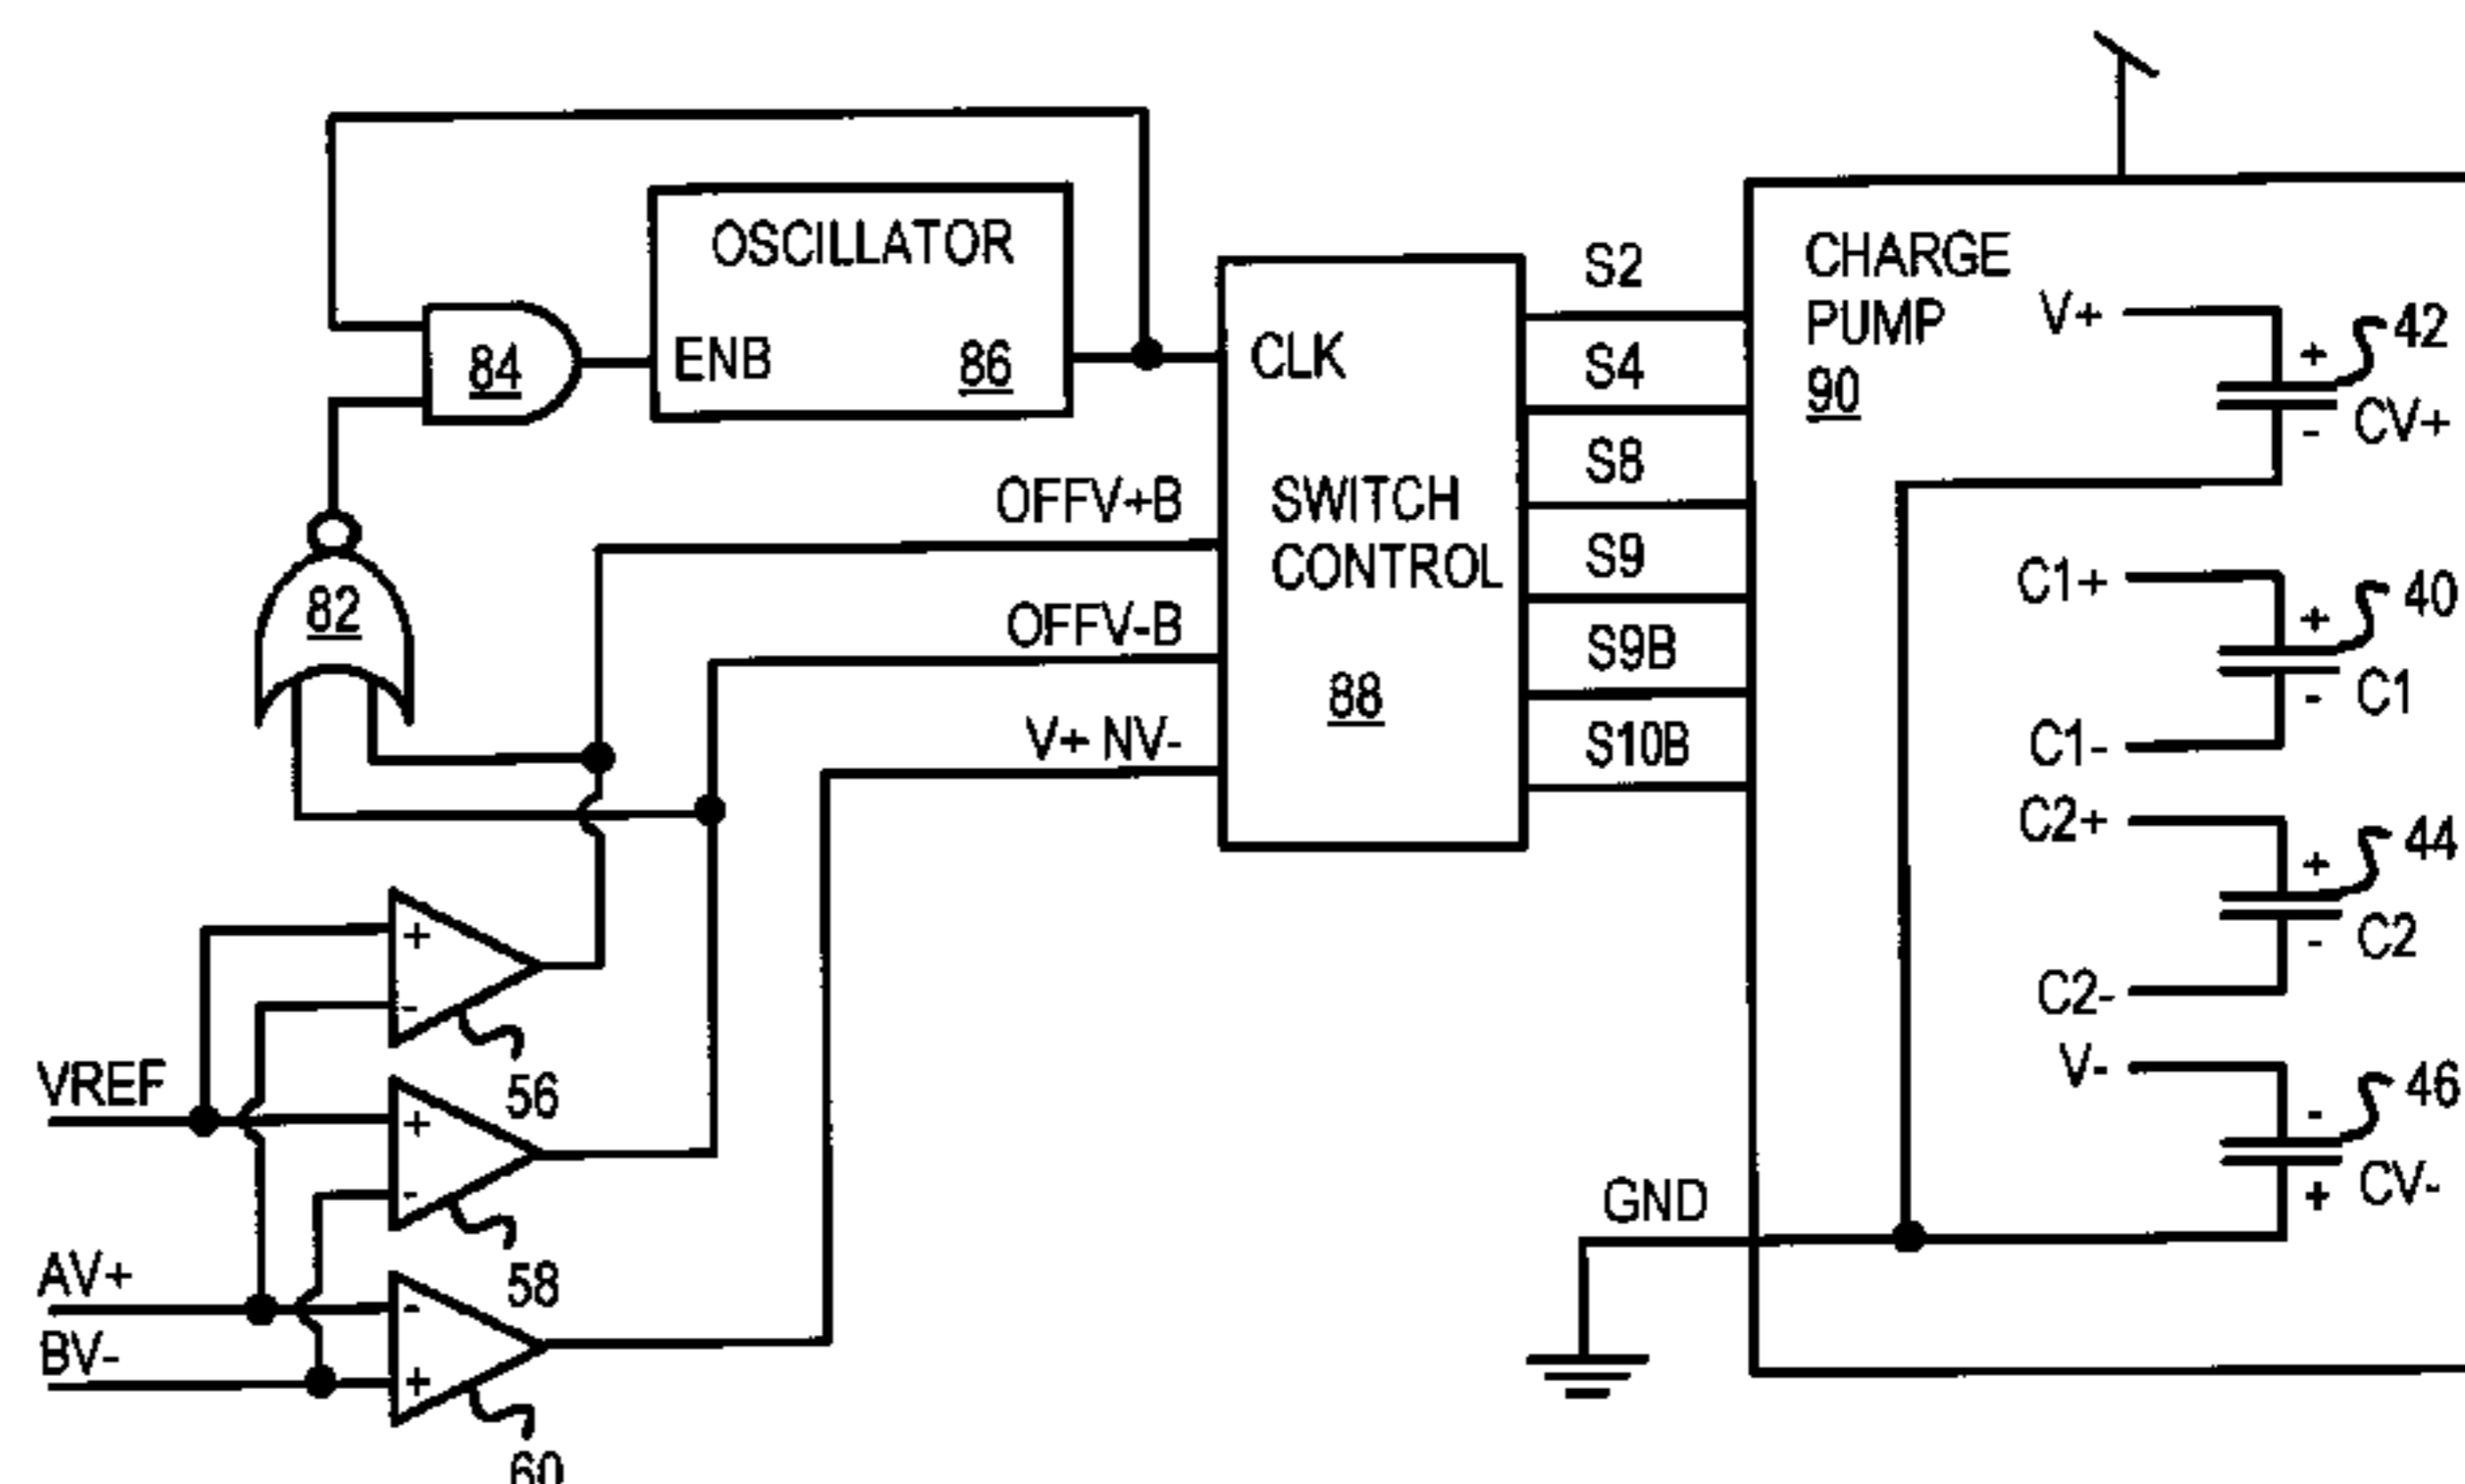 OSCILLATOR
ENB
86
84
82
CLK
SWITCH
CONTROL
88
OFFV+B
OFFV-B
V+ NV-
S2
S4
S8
S9
S9B
S10B
CHARGE
PUMP
90
V+
+
42
-
CV+
C1+
+
40
-
C1
C1-
C2+
+
44
-
C2
C2-
V-
-
46
+
CV-
GND
VREF
+
-
56
+
-
58
AV+
-
BV-
+
60